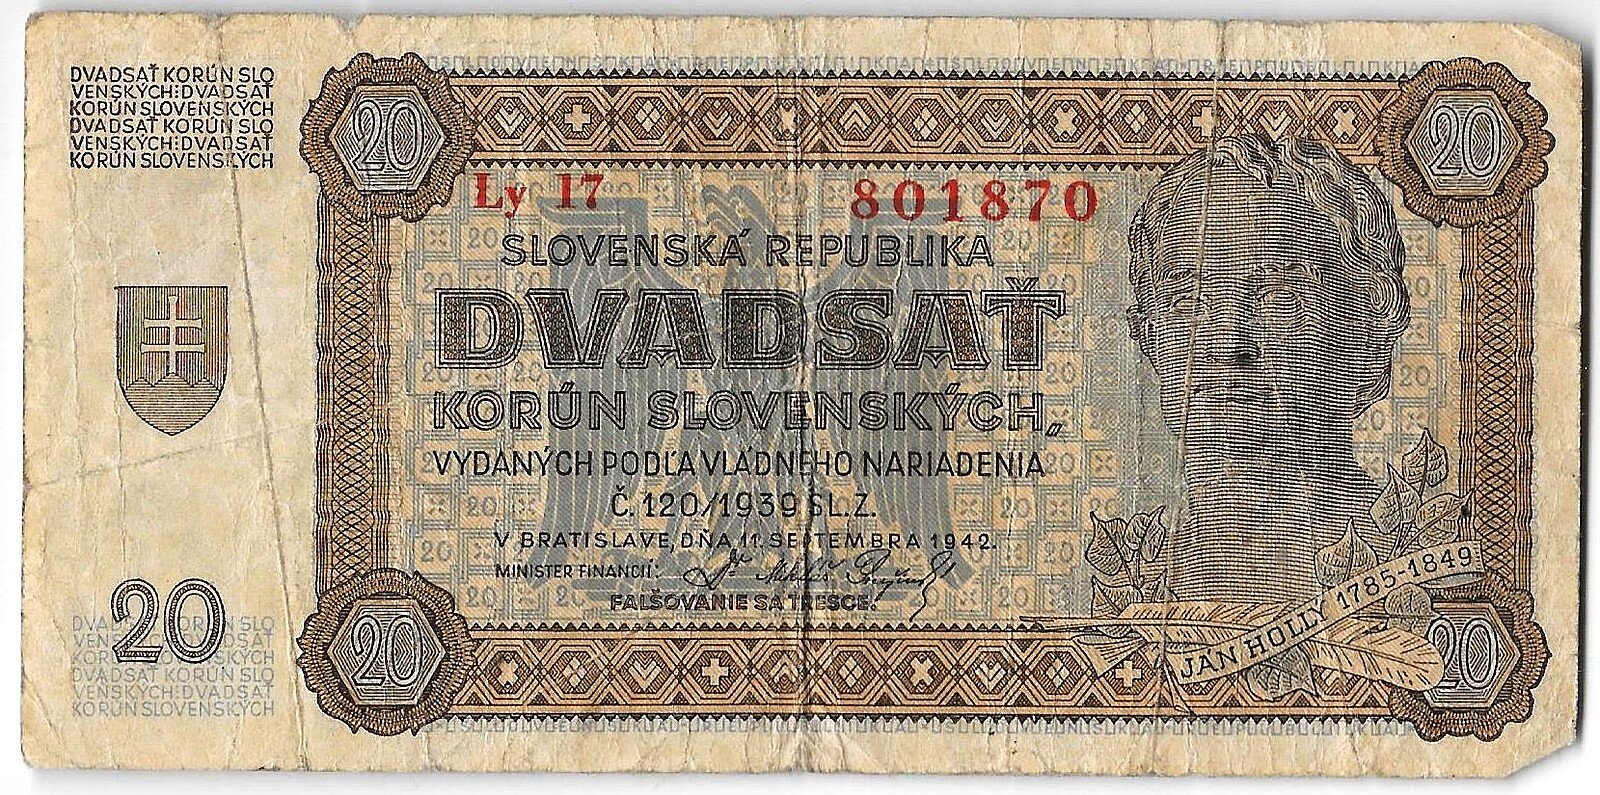 DVADSAŤ KORÚN SLO
VENSKÝCH:DVADSAŤ
KORÚN SLOVENSKÝCH
DVADSAŤ KORÚN SLO
VENSKÝCH:DVADSAŤ
KORÚN SLOVENSKÝCH
20
20
Ly 17 801870
SLOVENSKÁ REPUBLIKA
DVADSAŤ
KORÚN SLOVENSKÝCH,
VYDANÝCH PODĽA VLÁDNEHO NARIADENIA
Č. 120/1939 SL. Z.
V BRATISLAVE, DŇA 11. SEPTEMBRA 1942.
MINISTER FINANCIÍ:
FALŠOVANIE SA TRESCE.
JÁN HOLLÝ 1785-1849
20
DVADSAŤ KORÚN SLO
VENSKÝCH:DVADSAŤ
KORÚN SLOVENSKÝCH
DVADSAŤ KORÚN SLO
VENSKÝCH:DVADSAŤ
KORÚN SLOVENSKÝCH
20
20